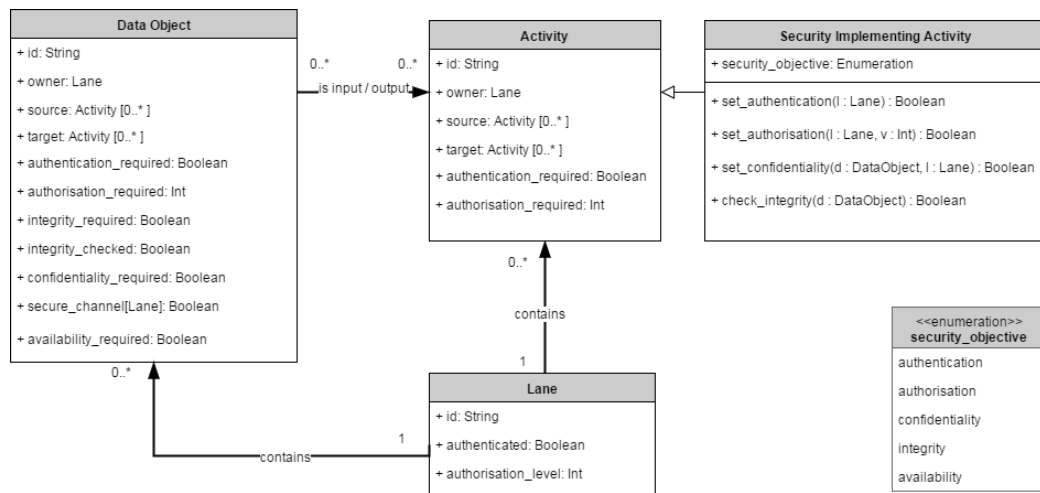 Data Object
+ id: String
+ owner: Lane
+ source: Activity [0..* ]
+ target: Activity [0..* ]
+ authentication_required: Boolean
+ authorisation_required: Int
+ integrity_required: Boolean
+ integrity_checked: Boolean
+ confidentiality_required: Boolean
+ secure_channel[Lane]: Boolean
+ availability_required: Boolean
0..*
0..*
is input / output
Activity
+ id: String
+ owner: Lane
+ source: Activity [0..* ]
+ target: Activity [0..* ]
+ authentication_required: Boolean
+ authorisation_required: Int
Security Implementing Activity
+ security_objective: Enumeration
+ set_authentication(l : Lane) : Boolean
+ set_authorisation(l : Lane, v : Int) : Boolean
+ set_confidentiality(d : DataObject, l : Lane) : Boolean
+ check_integrity(d : DataObject) : Boolean
0..*
contains
1
0..*
1
contains
Lane
+ id: String
+ authenticated: Boolean
+ authorisation_level: Int
<<enumeration>>
security_objective
authentication
authorisation
confidentiality
integrity
availability